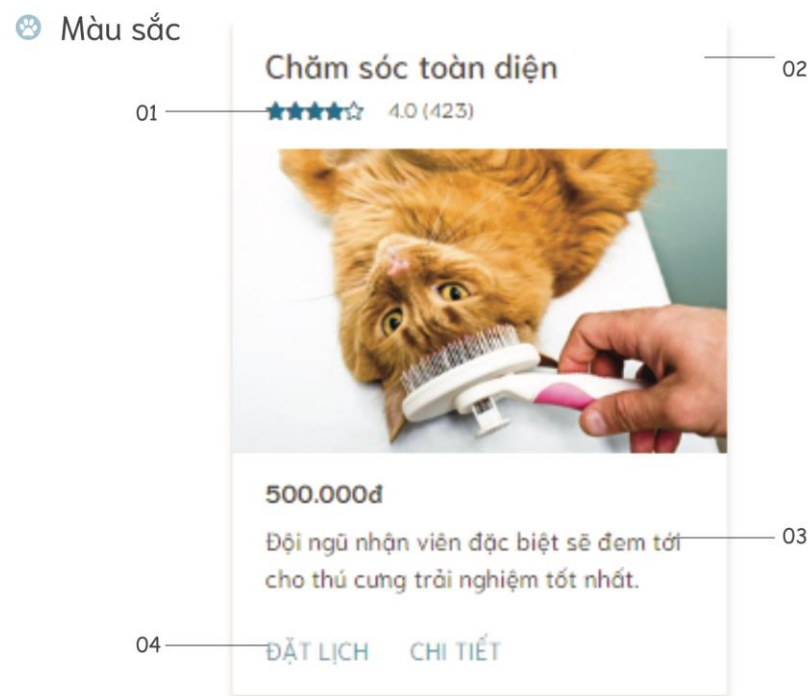 Màu sắc
Chăm sóc toàn diện
02
01
4.0 (423)
500.000đ
Đội ngũ nhận viên đặc biệt sẽ đem tới
03
cho thú cưng trải nghiệm tốt nhất.
04
ĐẶT LỊCH CHI TIẾT